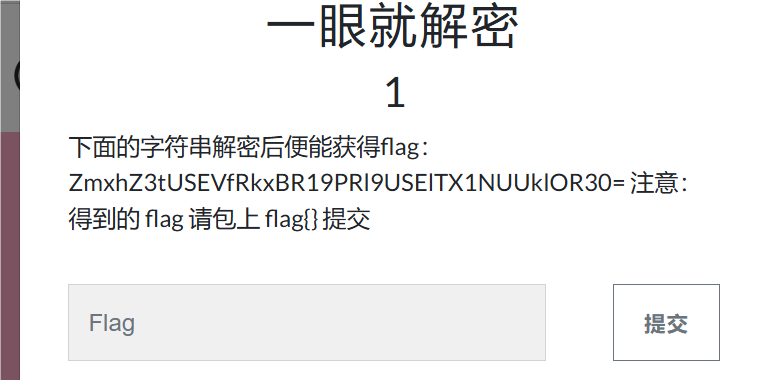 一眼就解密
1
下面的字符串解密后便能获得flag：
ZmxhZ3tUSEVfRkxBR19PRl9USElTX1NUUklOR30= 注意：
得到的 flag 请包上 flag{} 提交
Flag
提交